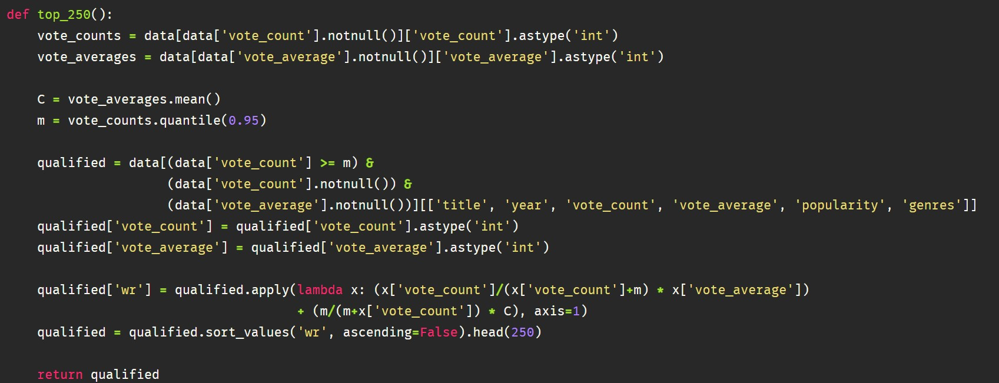 def top_250():
    vote_counts = data[data['vote_count'].notnull()]['vote_count'].astype('int')
    vote_averages = data[data['vote_average'].notnull()]['vote_average'].astype('int')

    C = vote_averages.mean()
    m = vote_counts.quantile(0.95)

    qualified = data[(data['vote_count'] >= m) &
                     (data['vote_count'].notnull()) &
                     (data['vote_average'].notnull())][['title', 'year', 'vote_count', 'vote_average', 'popularity', 'genres']]
    qualified['vote_count'] = qualified['vote_count'].astype('int')
    qualified['vote_average'] = qualified['vote_average'].astype('int')

    qualified['wr'] = qualified.apply(lambda x: (x['vote_count']/(x['vote_count']+m) * x['vote_average'])
                                      + (m/(m+x['vote_count']) * C), axis=1)
    qualified = qualified.sort_values('wr', ascending=False).head(250)

    return qualified